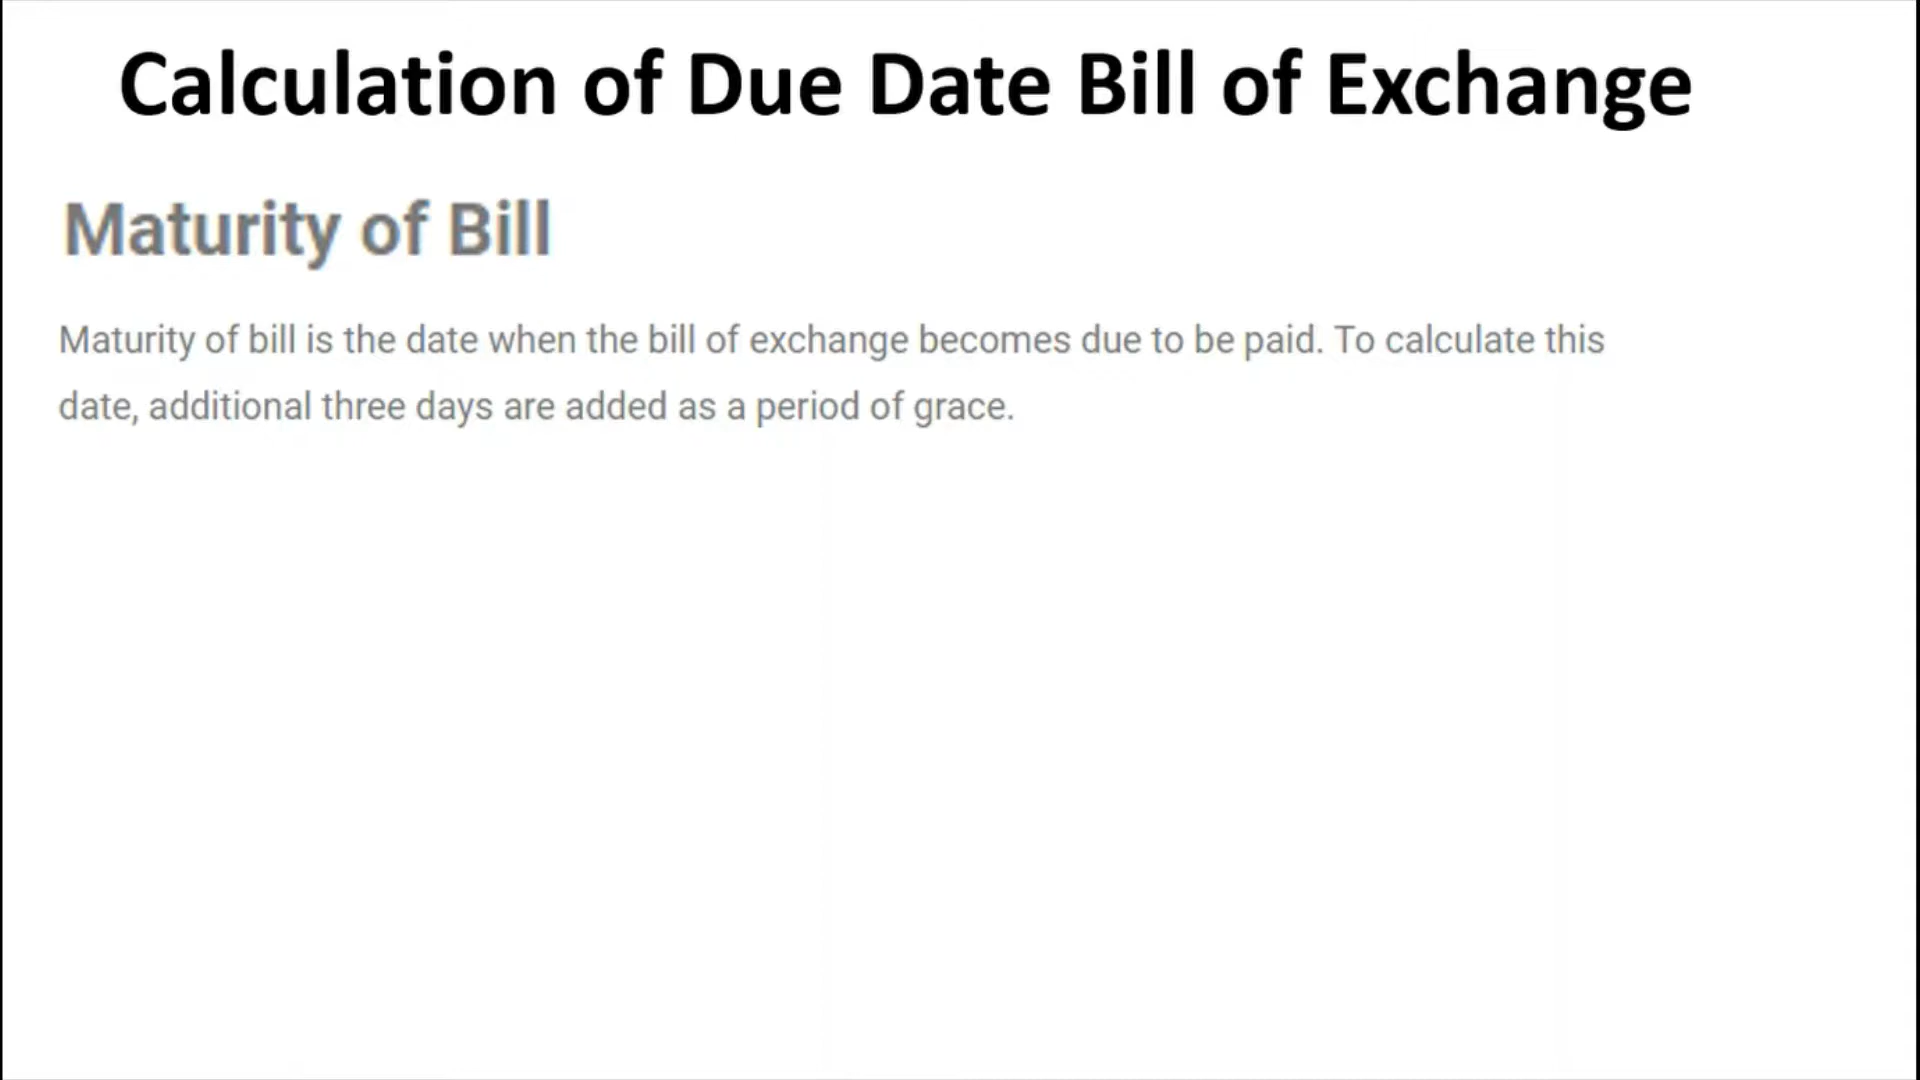 Calculation of Due Date Bill of Exchange
Maturity of Bill
Maturity of bill is the date when the bill of exchange becomes due to be paid. To calculate this
date, additional three days are added as a period of grace.